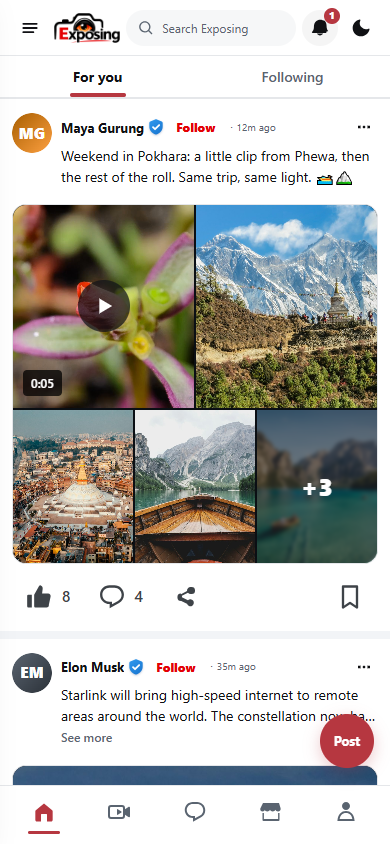 Exposing
Search Exposing
1
For you
Following
MG
Maya Gurung
Follow
· 12m ago
Weekend in Pokhara: a little clip from Phewa, then
the rest of the roll. Same trip, same light.
0:05
+3
8
4
EM
Elon Musk
Follow
· 35m ago
Starlink will bring high-speed internet to remote
areas around the world. The constellation
See more
Post